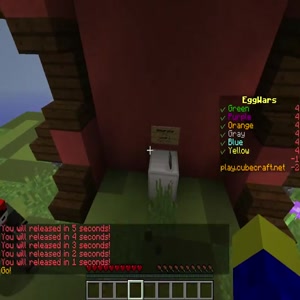 EggWars
✓ Green
✓ Purple
✓ Orange
✓ Gray
✓ Blue
✓ Yellow
play.cubecraft.net
You will released in 5 seconds!
You will released in 4 seconds!
You will released in 3 seconds!
You will released in 2 seconds!
You will released in 1 seconds!
Go!